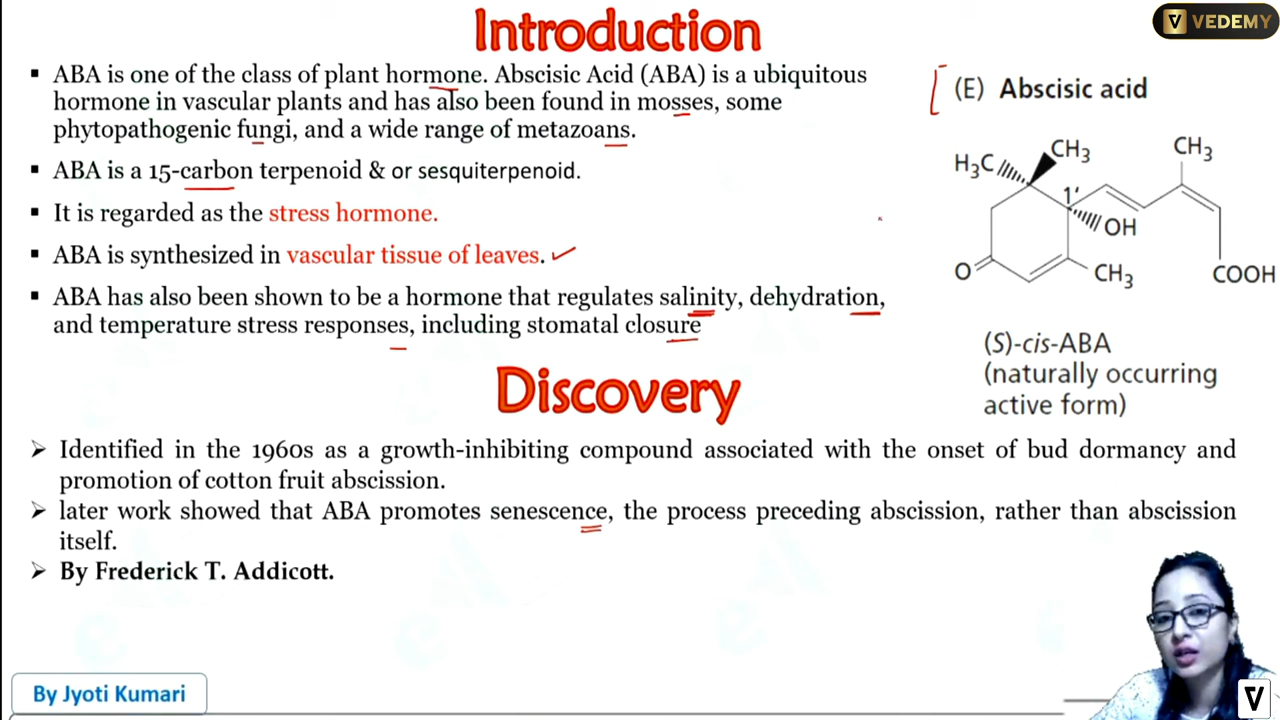 Introduction
V VEDEMY
▪ ABA is one of the class of plant hormone. Abscisic Acid (ABA) is a ubiquitous
hormone in vascular plants and has also been found in mosses, some
phytopathogenic fungi, and a wide range of metazoans.
▪ ABA is a 15-carbon terpenoid & or sesquiterpenoid.
▪ It is regarded as the stress hormone.
▪ ABA is synthesized in vascular tissue of leaves.
▪ ABA has also been shown to be a hormone that regulates salinity, dehydration,
and temperature stress responses, including stomatal closure
(E) Abscisic acid
H₃C CH₃ CH₃
1′
OH
O CH₃ COOH
(S)-cis-ABA
(naturally occurring
active form)
Discovery
➢ Identified in the 1960s as a growth-inhibiting compound associated with the onset of bud dormancy and
promotion of cotton fruit abscission.
➢ later work showed that ABA promotes senescence, the process preceding abscission, rather than abscission
itself.
➢ By Frederick T. Addicott.
By Jyoti Kumari
V